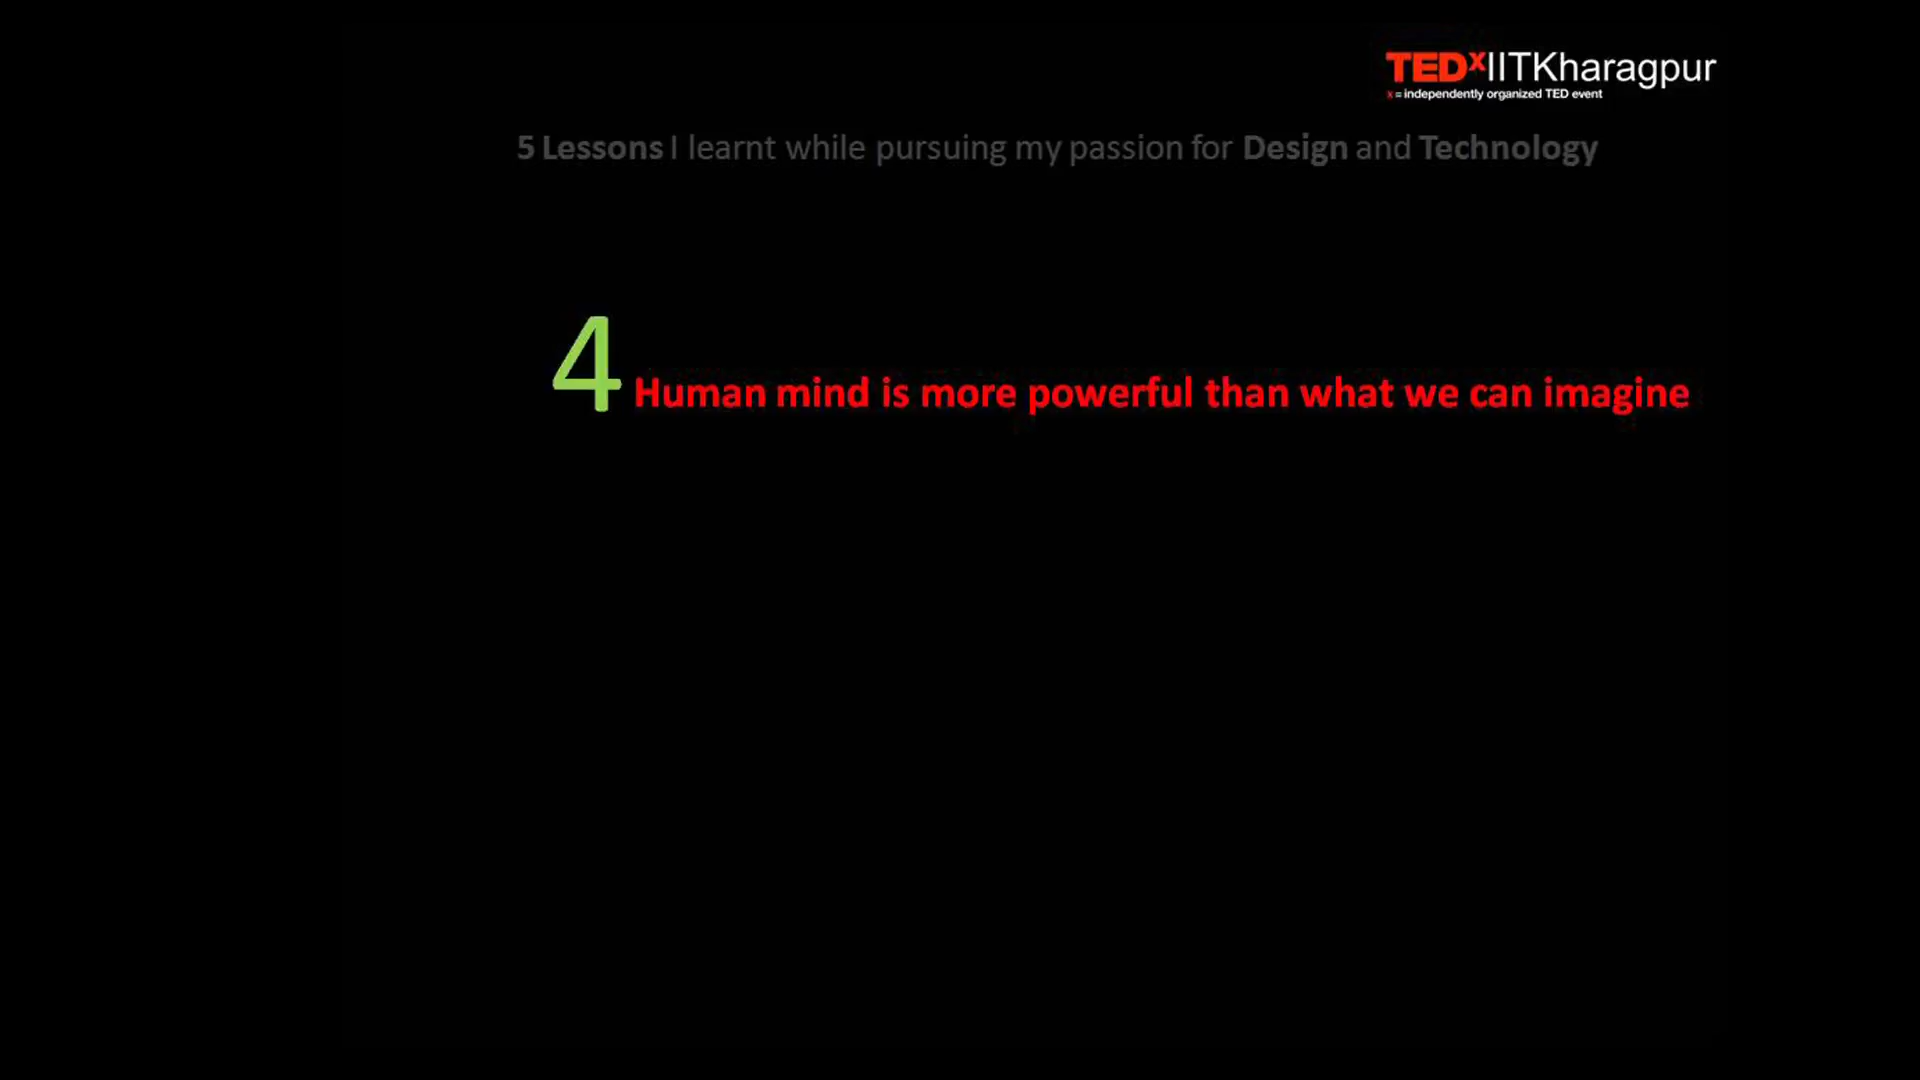 TEDxIITKharagpur
x = independently organized TED event
5 Lessons I learnt while pursuing my passion for Design and Technology
4 Human mind is more powerful than what we can imagine